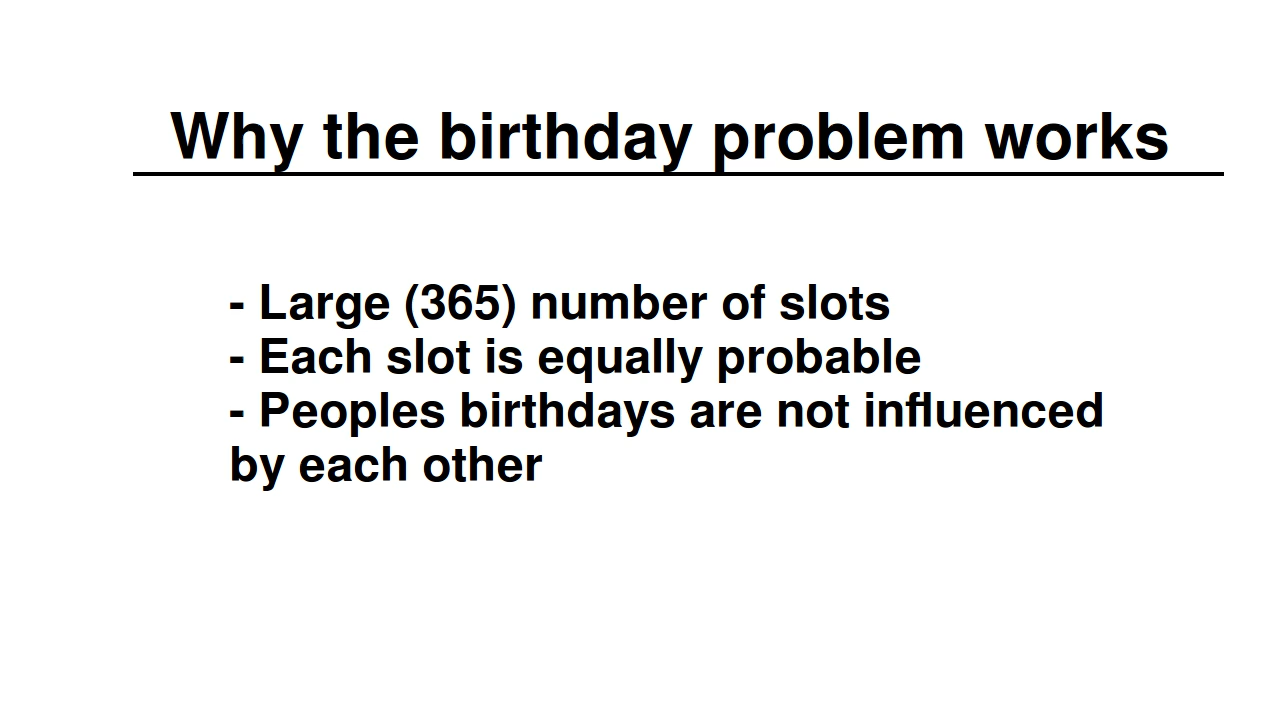 Why the birthday problem works
- Large (365) number of slots
- Each slot is equally probable
- Peoples birthdays are not influenced
by each other